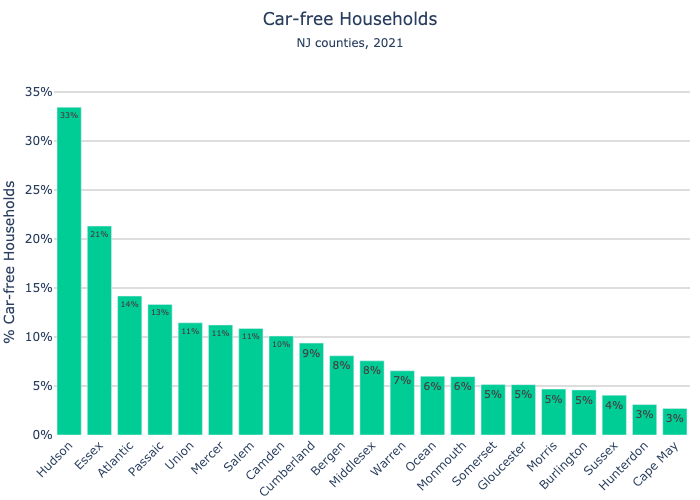 Car-free Households
NJ counties, 2021
% Car-free Households
35%
30%
25%
20%
15%
10%
5%
0%
33%
21%
14%
13%
11%
11%
11%
10%
9%
8%
8%
7%
6%
6%
5%
5%
5%
5%
4%
3%
3%
Hudson
Essex
Atlantic
Passaic
Union
Mercer
Salem
Camden
Cumberland
Bergen
Middlesex
Warren
Ocean
Monmouth
Somerset
Gloucester
Morris
Burlington
Sussex
Hunterdon
Cape May